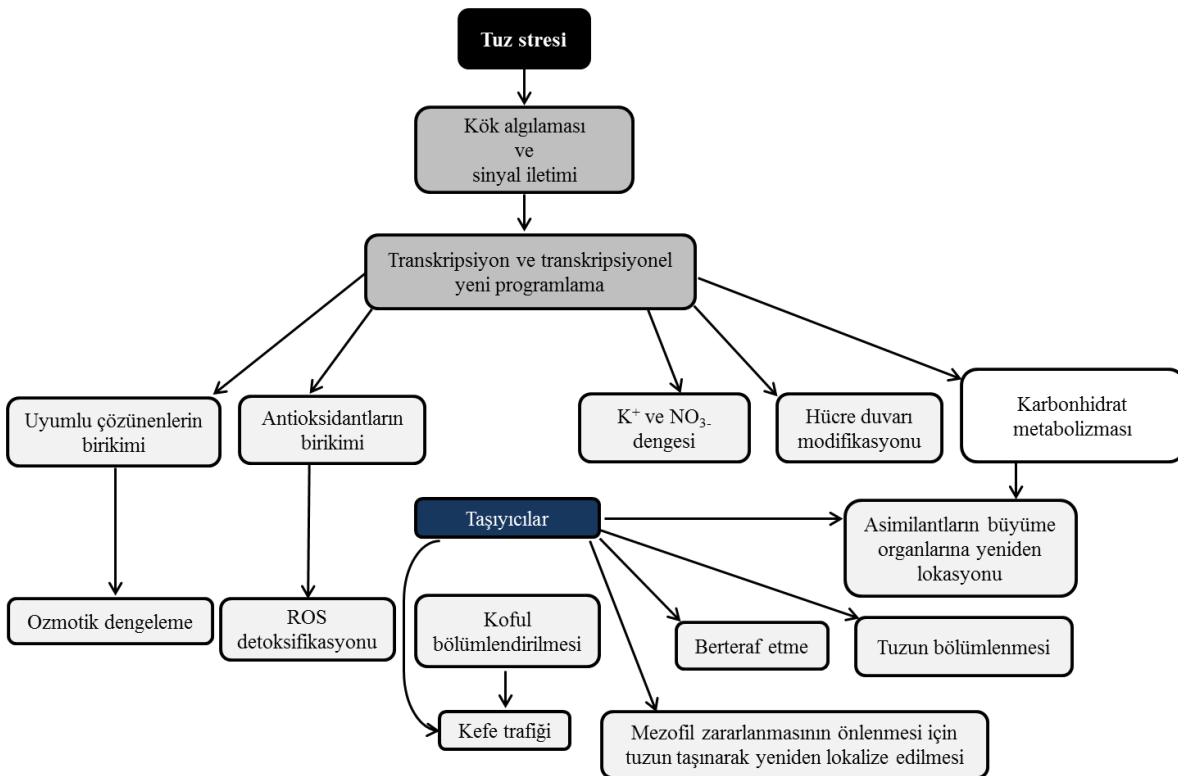 Tuz stresi
Kök algılaması
ve
sinyal iletimi
Transkripsiyon ve transkripsiyonel
yeni programlama
Uyumlu çözünenlerin
birikimi
Antioksidantların
birikimi
K⁺ ve NO₃₋
dengesi
Hücre duvarı
modifikasyonu
Karbonhidrat
metabolizması
Taşıyıcılar
Asimilantların büyüme
organlarına yeniden
lokasyonu
Ozmotik dengeleme
ROS
detoksifikasyonu
Koful
bölümlendirilmesi
Berteraf etme
Tuzun bölümlenmesi
Kefe trafiği
Mezofil zararlanmasının önlenmesi için
tuzun taşınarak yeniden lokalize edilmesi